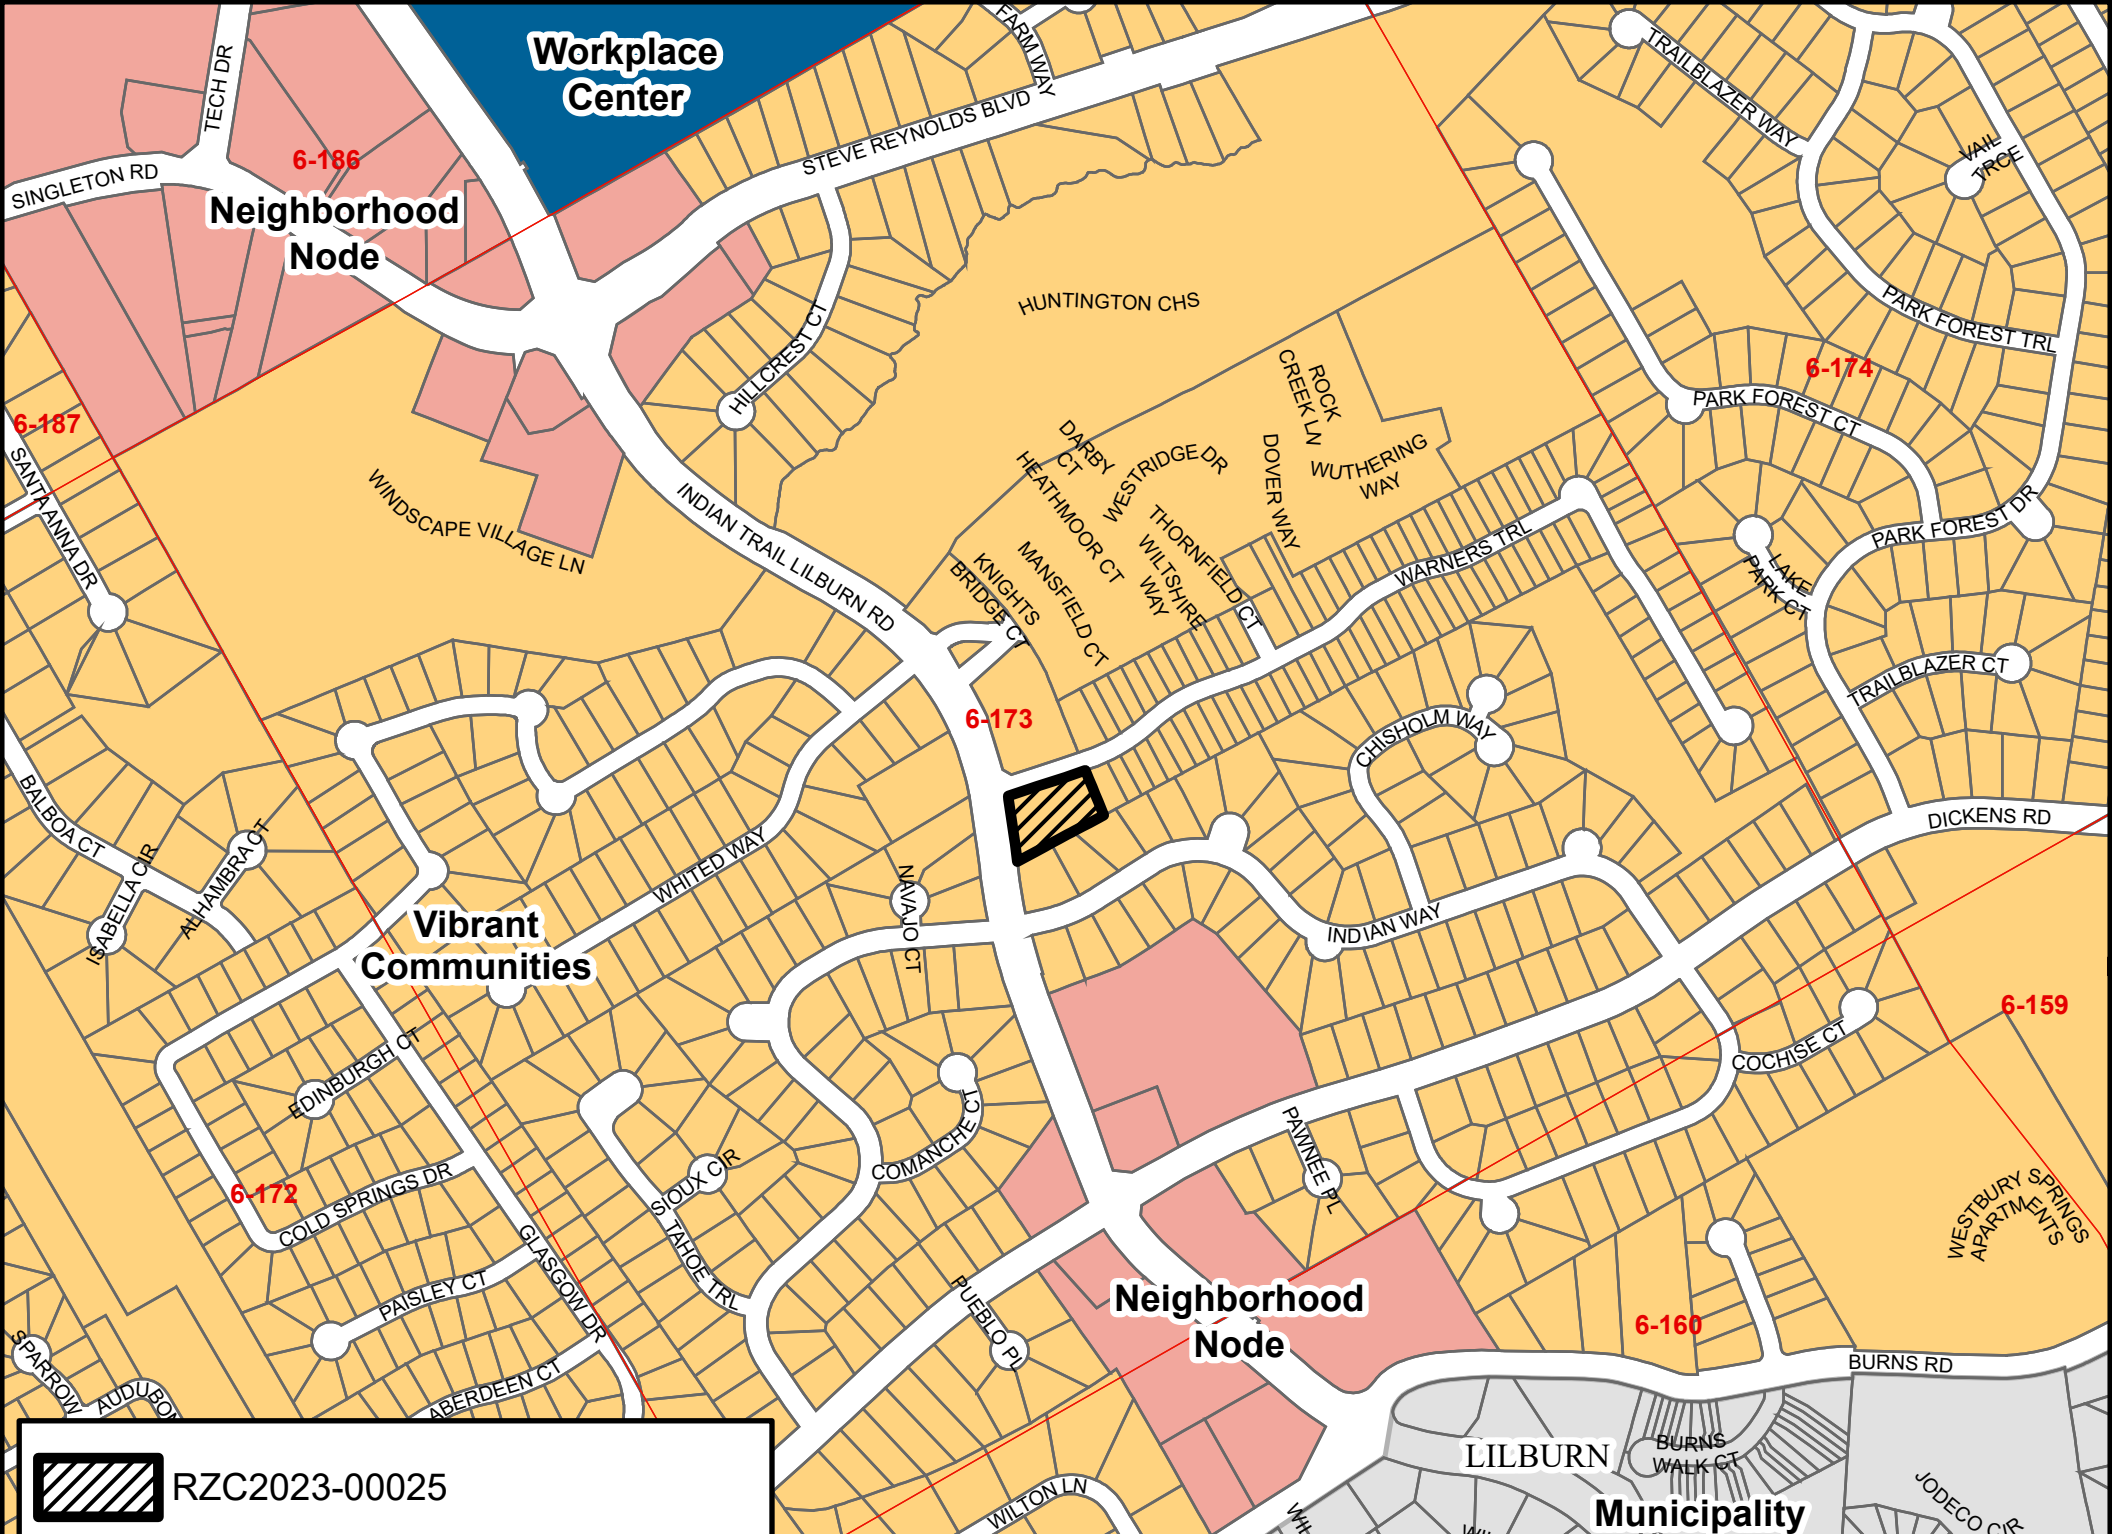 Workplace
Center
FARM WAY
TECH DR
STEVE REYNOLDS BLVD
TRAILBLAZER WAY
VAIL
TRCE
6-186
SINGLETON RD
Neighborhood
Node
HUNTINGTON CHS
PARK FOREST TRL
HILLCREST CT
ROCK
CREEK LN
6-174
PARK FOREST CT
6-187
SANTA ANNA DR
DARBY
CT
WESTRIDGE DR
DOVER WAY
WUTHERING
WAY
HEATHMOOR CT
WINDSCAPE VILLAGE LN
INDIAN TRAIL LILBURN RD
THORNFIELD CT
WILTSHIRE
WAY
WARNERS TRL
PARK FOREST DR
KNIGHTS
BRIDGE CT
MANSFIELD CT
LAKE
PARK CT
TRAILBLAZER CT
6-173
CHISHOLM WAY
BALBOA CT
DICKENS RD
ISABELLA CIR
ALHAMBRA CT
WHITED WAY
NAVAJO CT
INDIAN WAY
Vibrant
Communities
6-159
EDINBURGH CT
COCHISE CT
COMANCHE CT
PAWNEE PL
SIOUX CIR
6-172
COLD SPRINGS DR
S TAHOE TRL
GLASGOW DR
WESTBURY SPRINGS
APARTMENTS
PAISLEY CT
PUEBLO PL
Neighborhood
Node
6-160
SPARROW
AUDUBON
ABERDEEN CT
BURNS RD
LILBURN
BURNS
WALK CT
RZC2023-00025
WILTON LN
Municipality
JODECO CIR